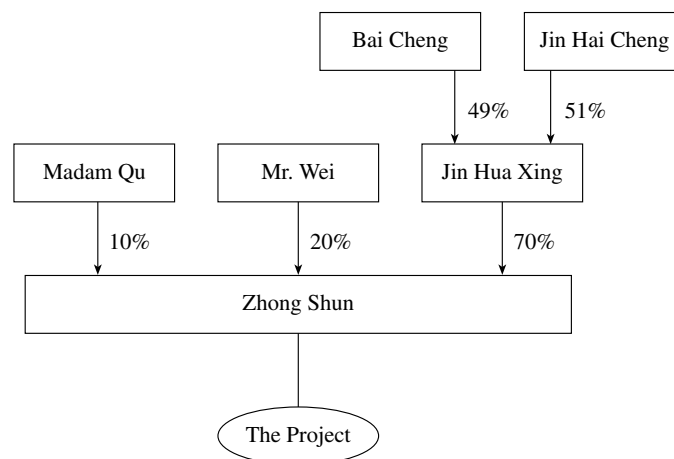 Bai Cheng
Jin Hai Cheng
49%
51%
Madam Qu
Mr. Wei
Jin Hua Xing
10%
20%
70%
Zhong Shun
The Project